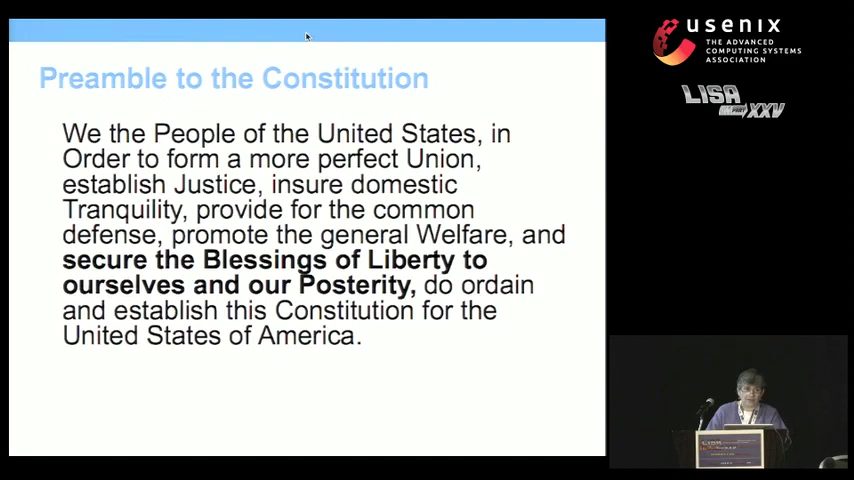 Preamble to the Constitution
We the People of the United States, in
Order to form a more perfect Union,
establish Justice, insure domestic
Tranquility, provide for the common
defense, promote the general Welfare, and
secure the Blessings of Liberty to
ourselves and our Posterity, do ordain
and establish this Constitution for the
United States of America.
usenix
THE ADVANCED
COMPUTING SYSTEMS
ASSOCIATION
LISA
XXV
LISA